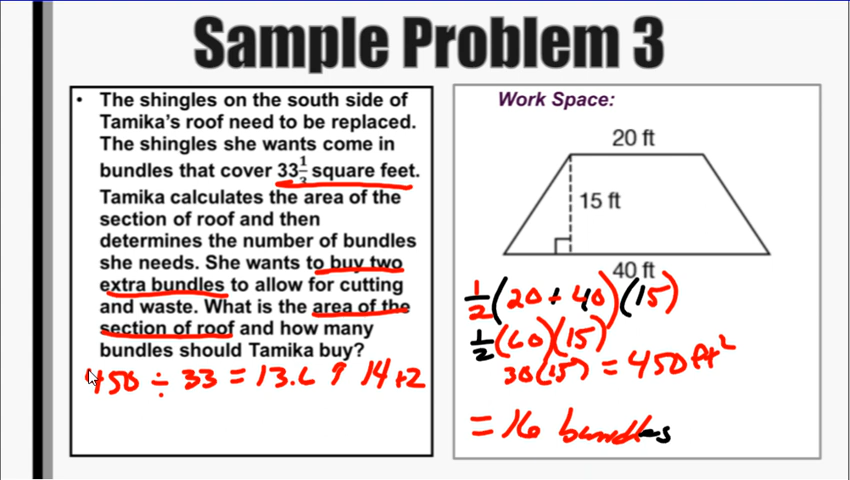 Sample Problem 3
• The shingles on the south side of
Tamika's roof need to be replaced.
The shingles she wants come in
bundles that cover 33 1/3 square feet.
Tamika calculates the area of the
section of roof and then
determines the number of bundles
she needs. She wants to buy two
extra bundles to allow for cutting
and waste. What is the area of the
section of roof and how many
bundles should Tamika buy?
450 ÷ 33 = 13.6 ↑ 14 + 2
Work Space:
20 ft
15 ft
40 ft
1/2 (20 + 40)(15)
1/2 (60)(15)
30(15) = 450 ft²
= 16 bundles